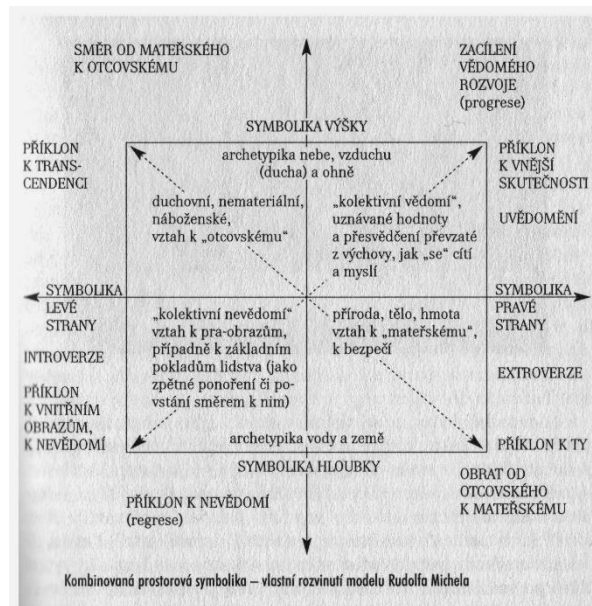 SMĚR OD MATEŘSKÉHO
K OTCOVSKÉMU
ZACÍLENÍ
VĚDOMÉHO
ROZVOJE
(progrese)
SYMBOLIKA VÝŠKY
PŘÍKLON
K TRANS-
CENDENCI
archetypika nebe, vzduchu
(ducha) a ohně
PŘÍKLON
K VNĚJŠÍ
SKUTEČNOSTI
UVĚDOMĚNÍ
duchovní, nemateriální,
náboženské,
vztah k „otcovskému“
„kolektivní vědomí“,
uznávané hodnoty
a přesvědčení převzaté
z výchovy, jak „se“ cítí
a myslí
SYMBOLIKA
LEVÉ
STRANY
INTROVERZE
PŘÍKLON
K VNITŘNÍM
OBRAZŮM,
K NEVĚDOMÍ
„kolektivní nevědomí“
vztah k pra-obrazům,
případně k základním
pokladům lidstva (jako
zpětné ponoření či po-
vstání směrem k nim)
příroda, tělo, hmota
vztah k „mateřskému“,
k bezpečí
SYMBOLIKA
PRAVÉ
STRANY
EXTROVERZE
PŘÍKLON K TY
archetypika vody a země
SYMBOLIKA HLOUBKY
PŘÍKLON K NEVĚDOMÍ
(regrese)
OBRAT OD
OTCOVSKÉHO
K MATEŘSKÉMU
Kombinovaná prostorová symbolika – vlastní rozvinutí modelu Rudolfa Michela